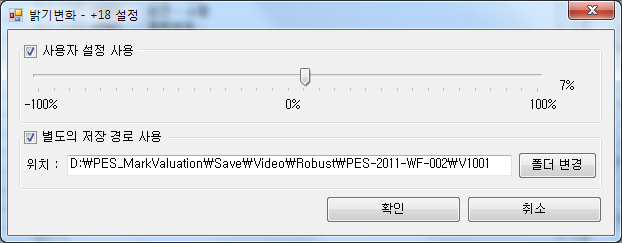 밝기변화 - +18 설정
사용자 설정 사용
7%
-100% 0% 100%
별도의 저장 경로 사용
위치 : D:₩PES_MarkValuation₩Save₩Video₩Robust₩PES-2011-WF-002₩V1001 폴더 변경
확인 취소